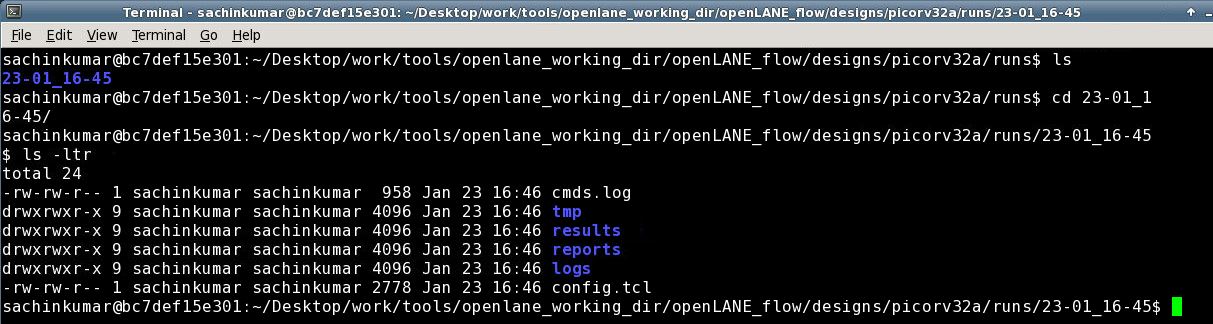 Terminal - sachinkumar@bc7def15e301: ~/Desktop/work/tools/openlane_working_dir/openLANE_flow/designs/picorv32a/runs/23-01_16-45
File Edit View Terminal Go Help
sachinkumar@bc7def15e301:~/Desktop/work/tools/openlane_working_dir/openLANE_flow/designs/picorv32a/runs$ ls
23-01_16-45
sachinkumar@bc7def15e301:~/Desktop/work/tools/openlane_working_dir/openLANE_flow/designs/picorv32a/runs$ cd 23-01_1
6-45/
sachinkumar@bc7def15e301:~/Desktop/work/tools/openlane_working_dir/openLANE_flow/designs/picorv32a/runs/23-01_16-45
$ ls -ltr
total 24
-rw-rw-r-- 1 sachinkumar sachinkumar  958 Jan 23 16:46 cmds.log
drwxrwxr-x 9 sachinkumar sachinkumar 4096 Jan 23 16:46 tmp
drwxrwxr-x 9 sachinkumar sachinkumar 4096 Jan 23 16:46 results
drwxrwxr-x 9 sachinkumar sachinkumar 4096 Jan 23 16:46 reports
drwxrwxr-x 9 sachinkumar sachinkumar 4096 Jan 23 16:46 logs
-rw-rw-r-- 1 sachinkumar sachinkumar 2778 Jan 23 16:46 config.tcl
sachinkumar@bc7def15e301:~/Desktop/work/tools/openlane_working_dir/openLANE_flow/designs/picorv32a/runs/23-01_16-45$